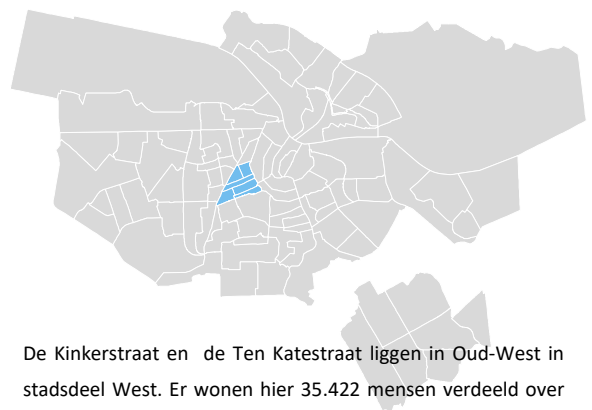 De Kinkerstraat en de Ten Katestraat liggen in Oud-West in
stadsdeel West. Er wonen hier 35.422 mensen verdeeld over